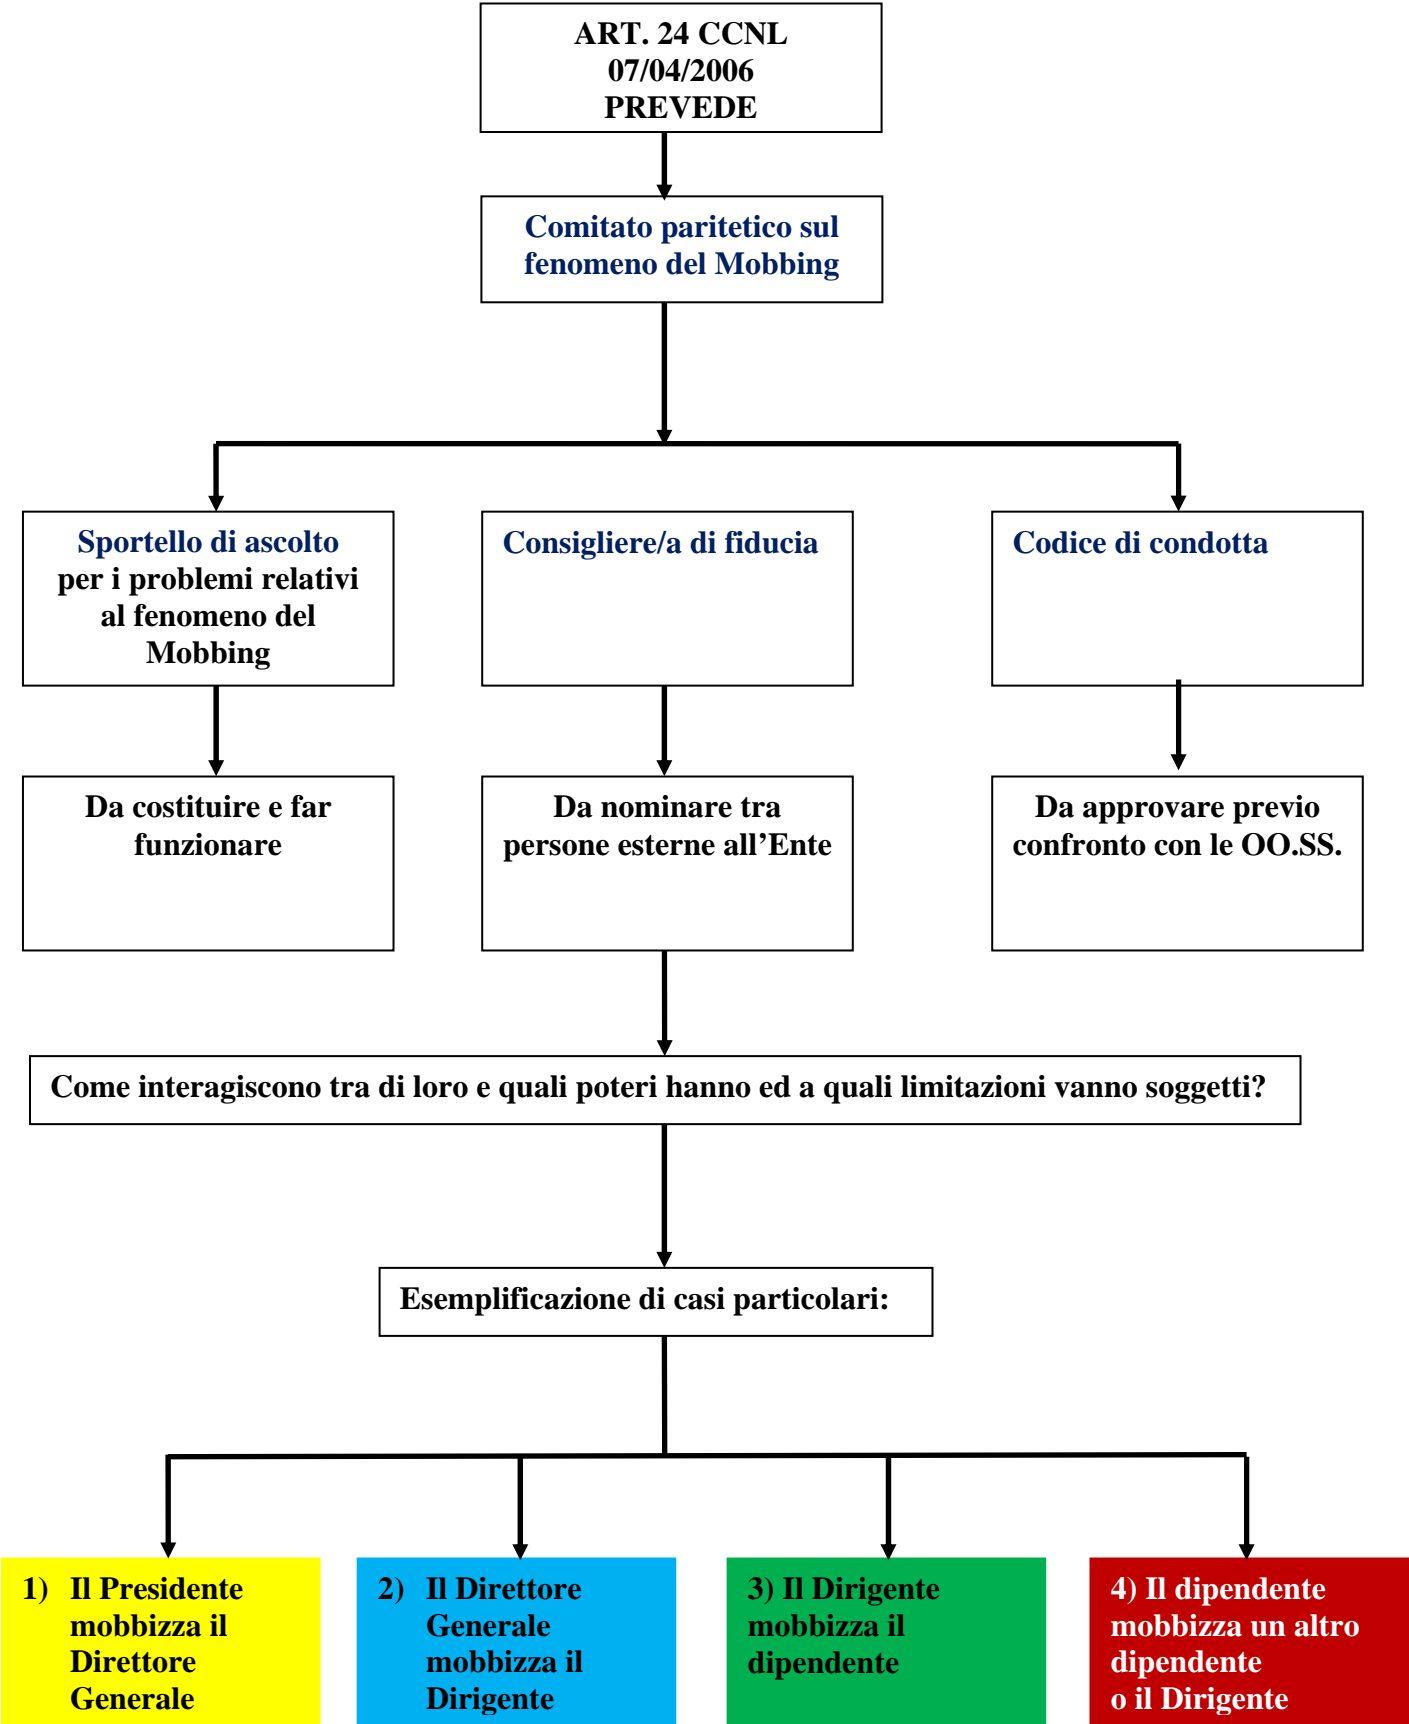 ART. 24 CCNL
07/04/2006
PREVEDE
Comitato paritetico sul
fenomeno del Mobbing
Sportello di ascolto
per i problemi relativi
al fenomeno del
Mobbing
Consigliere/a di fiducia
Codice di condotta
Da costituire e far
funzionare
Da nominare tra
persone esterne all’Ente
Da approvare previo
confronto con le OO.SS.
Come interagiscono tra di loro e quali poteri hanno ed a quali limitazioni vanno soggetti?
Esemplificazione di casi particolari:
1) Il Presidente
mobbizza il
Direttore
Generale
2) Il Direttore
Generale
mobbizza il
Dirigente
3) Il Dirigente
mobbizza il
dipendente
4) Il dipendente
mobbizza un altro
dipendente
o il Dirigente